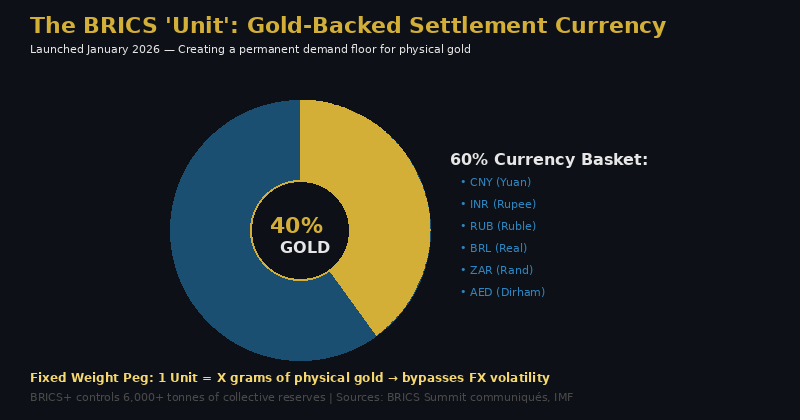 The BRICS 'Unit': Gold-Backed Settlement Currency
Launched January 2026 — Creating a permanent demand floor for physical gold
60% Currency Basket:
• CNY (Yuan)
• INR (Rupee)
• RUB (Ruble)
• BRL (Real)
• ZAR (Rand)
• AED (Dirham)
40%
GOLD
Fixed Weight Peg: 1 Unit = X grams of physical gold → bypasses FX volatility
BRICS+ controls 6,000+ tonnes of collective reserves | Sources: BRICS Summit communiqués, IMF